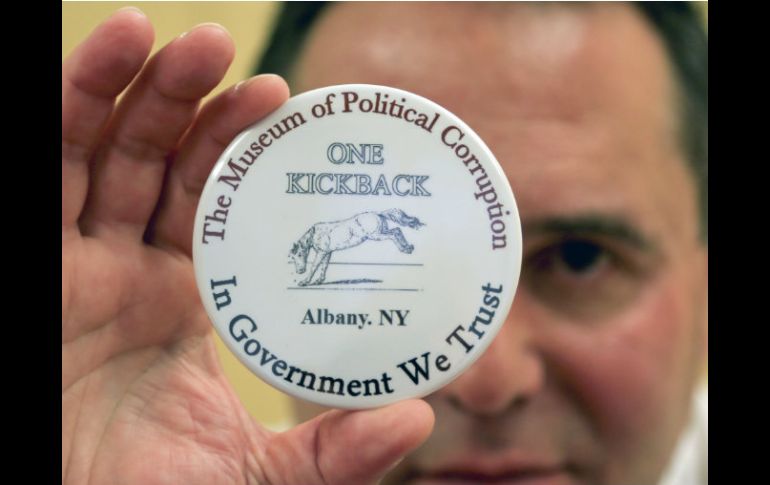 The Museum of Political Corruption
ONE
KICKBACK
Albany. NY
In Government We Trust